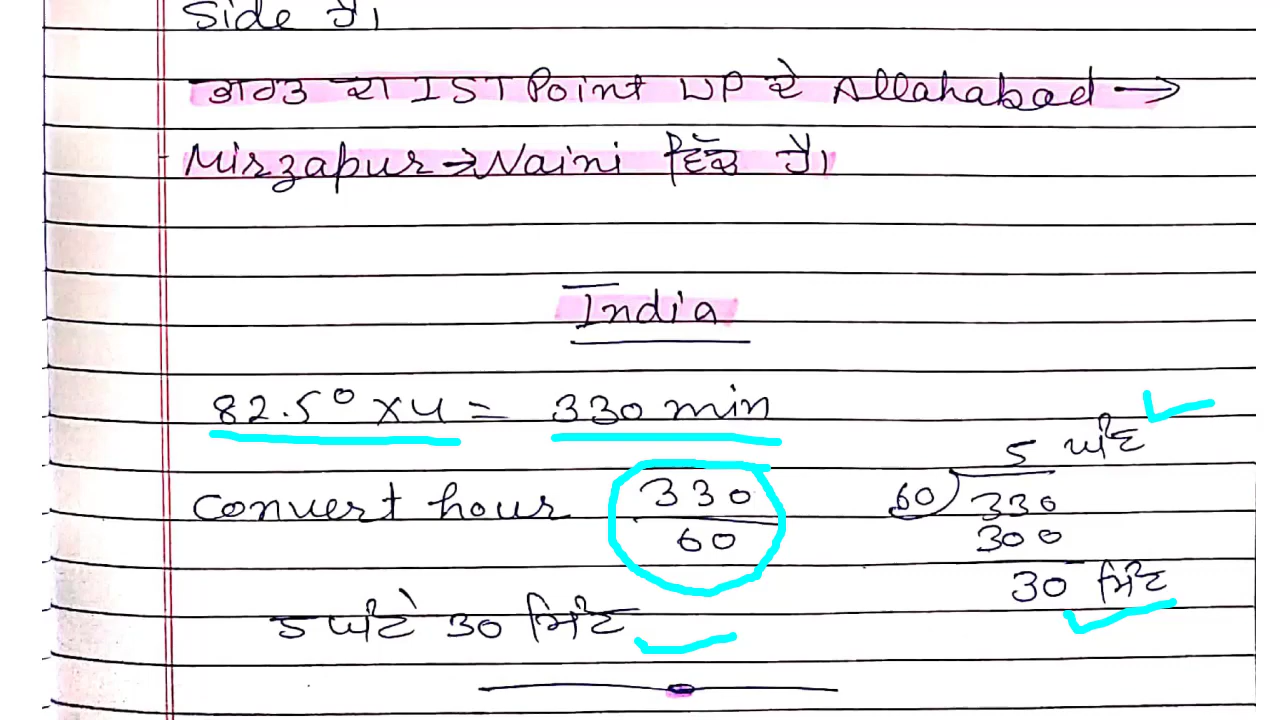 Side ਹੈ।
ਭਾਰਤ ਦਾ IST Point UP ਦੇ Allahabad →
Mirzapur → Naini ਵਿੱਚ ਹੈ।
India
82.5° × 4 = 330 min
5 ਘੰਟੇ
Convert hour 330/60 60)330
300
30 ਮਿੰਟ
5 ਘੰਟੇ 30 ਮਿੰਟ